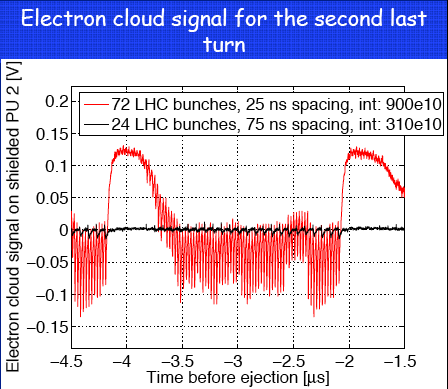 Electron cloud signal for the second last
turn
Electron cloud signal on shielded PU 2 [V]
72 LHC bunches, 25 ns spacing, int: 900e10
24 LHC bunches, 75 ns spacing, int: 310e10
0.2
0.15
0.1
0.05
0
−0.05
−0.1
−0.15
−4.5
−4
−3.5
−3
−2.5
−2
−1.5
Time before ejection [μs]